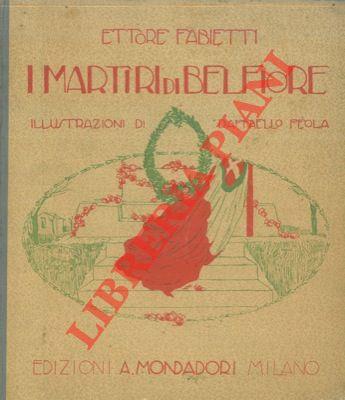 ETTORE FABIETTI
I MARTIRI DI BELFIORE
ILLUSTRAZIONI DI RAFFAELLO FEOLA
LIBRERIA PIANI
EDIZIONI A. MONDADORI MILANO